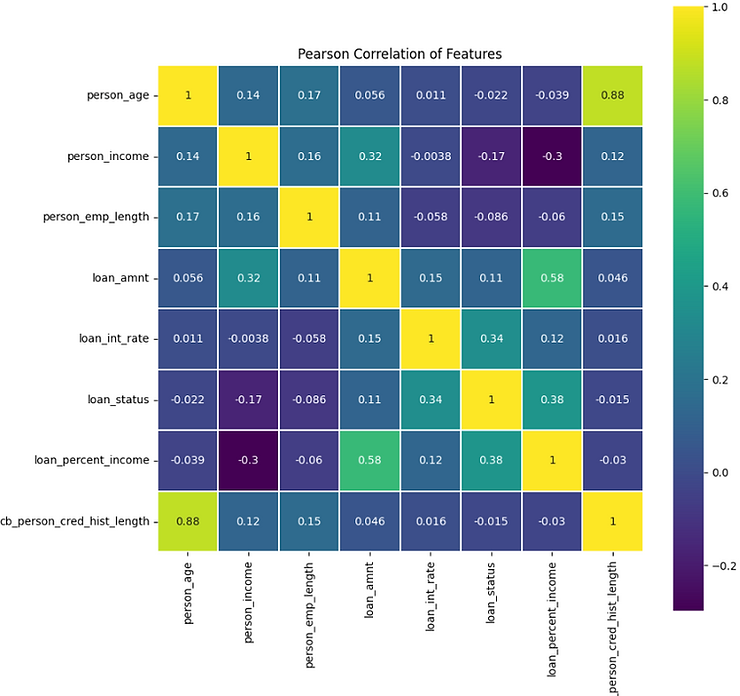 Pearson Correlation of Features
1.0
person_age 1 0.14 0.17 0.056 0.011 -0.022 -0.039 0.88
0.8
person_income 0.14 1 0.16 0.32 -0.0038 -0.17 -0.3 0.12
0.6
person_emp_length 0.17 0.16 1 0.11 -0.058 -0.086 -0.06 0.15
loan_amnt 0.056 0.32 0.11 1 0.15 0.11 0.58 0.046
0.4
loan_int_rate 0.011 -0.0038 -0.058 0.15 1 0.34 0.12 0.016
0.2
loan_status -0.022 -0.17 -0.086 0.11 0.34 1 0.38 -0.015
loan_percent_income -0.039 -0.3 -0.06 0.58 0.12 0.38 1 -0.03
0.0
cb_person_cred_hist_length 0.88 0.12 0.15 0.046 0.016 -0.015 -0.03 1
−0.2
person_age
person_income
person_emp_length
loan_amnt
loan_int_rate
loan_status
loan_percent_income
_person_cred_hist_length